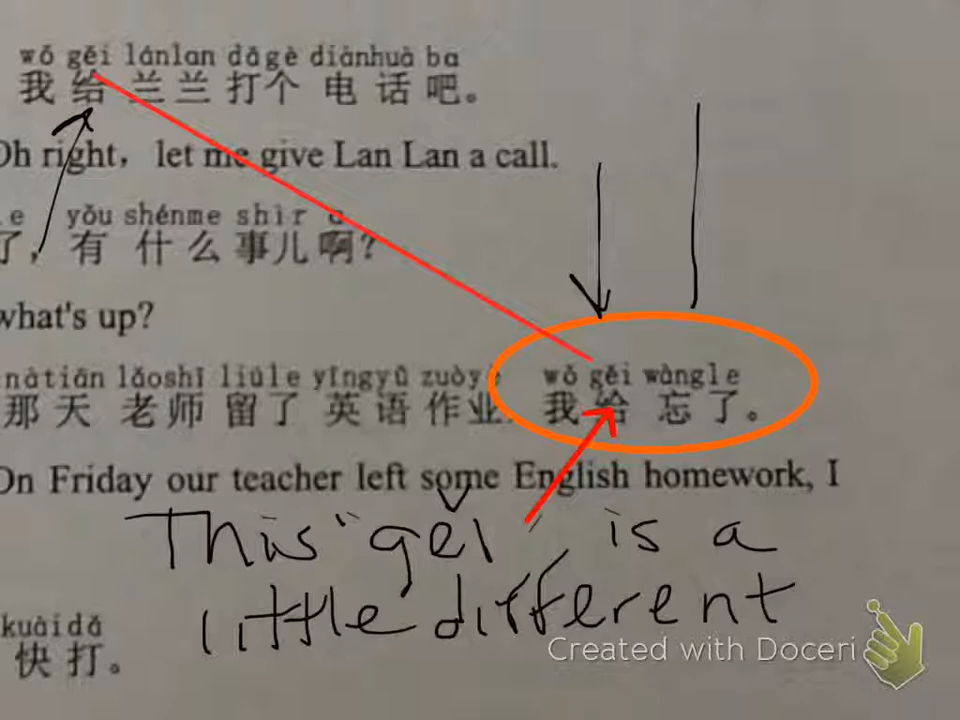 wǒ gěi lánlan dǎgè diànhuà ba
我 给 兰兰 打个 电 话 吧。
Oh right, let me give Lan Lan a call.
le yǒu shénme shìr a
了，有 什 么 事儿 啊？
what's up?
nàtiān lǎoshī liúle yīngyǔ zuòyè wǒ gěi wàngle
那 天 老师 留了 英语 作业， 我给 忘了。
On Friday our teacher left some English homework, I
This "gěi" is a
little different
kuàidǎ
快 打。
Created with Doceri